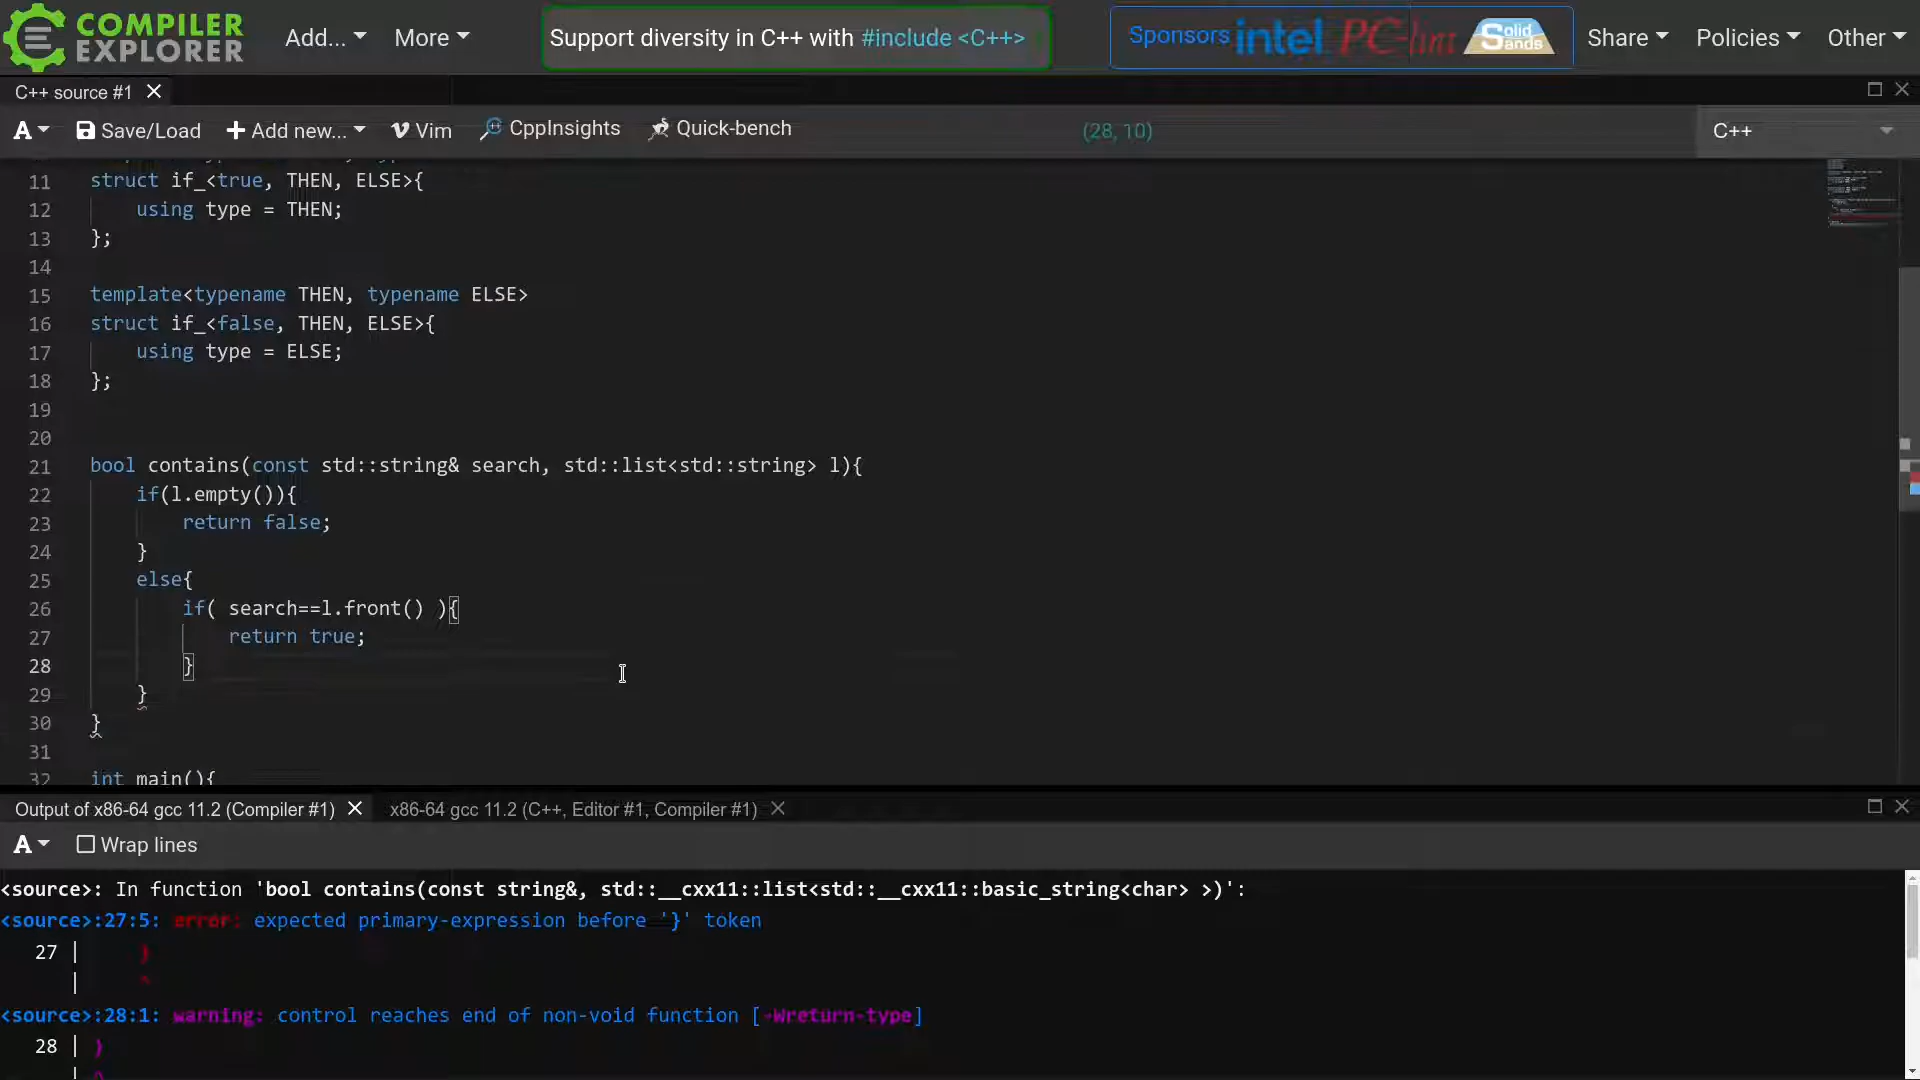 COMPILER
EXPLORER
Add...
More
Support diversity in C++ with #include <C++>
Sponsors intel PC-lint Solid Sands
Share
Policies
Other
C++ source #1
A
Save/Load
Add new...
Vim
CppInsights
Quick-bench
(28, 10)
C++
11 struct if_<true, THEN, ELSE>{
12     using type = THEN;
13 };
14
15 template<typename THEN, typename ELSE>
16 struct if_<false, THEN, ELSE>{
17     using type = ELSE;
18 };
19
20
21 bool contains(const std::string& search, std::list<std::string> l){
22     if(l.empty()){
23         return false;
24     }
25     else{
26         if( search==l.front() ){
27             return true;
28         }
29     }
30 }
31
32 int main(){
Output of x86-64 gcc 11.2 (Compiler #1)
x86-64 gcc 11.2 (C++, Editor #1, Compiler #1)
A
Wrap lines
<source>: In function 'bool contains(const string&, std::__cxx11::list<std::__cxx11::basic_string<char> >)':
<source>:27:5: error: expected primary-expression before '}' token
27 |     }
|     ^
<source>:28:1: warning: control reaches end of non-void function [-Wreturn-type]
28 | }
| ^